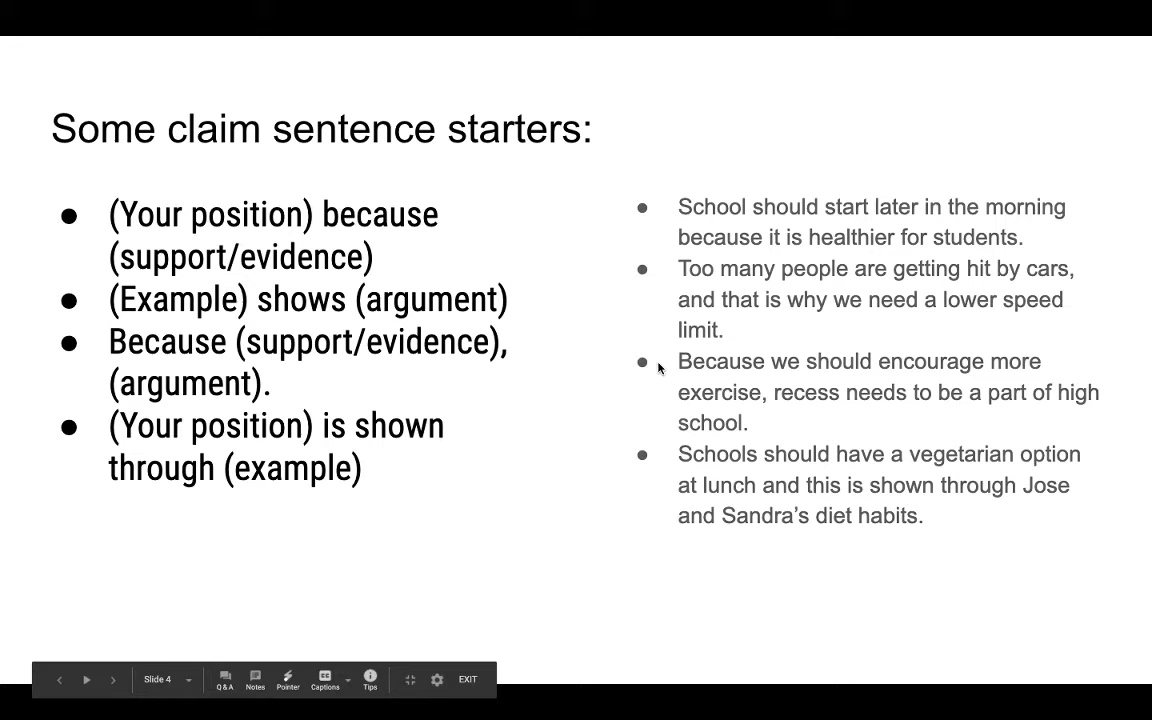 Some claim sentence starters:
● (Your position) because
(support/evidence)
● (Example) shows (argument)
● Because (support/evidence),
(argument).
● (Your position) is shown
through (example)
● School should start later in the morning
because it is healthier for students.
● Too many people are getting hit by cars,
and that is why we need a lower speed
limit.
● Because we should encourage more
exercise, recess needs to be a part of high
school.
● Schools should have a vegetarian option
at lunch and this is shown through Jose
and Sandra's diet habits.
Slide 4 Q&A Notes Pointer CC Captions Tips EXIT